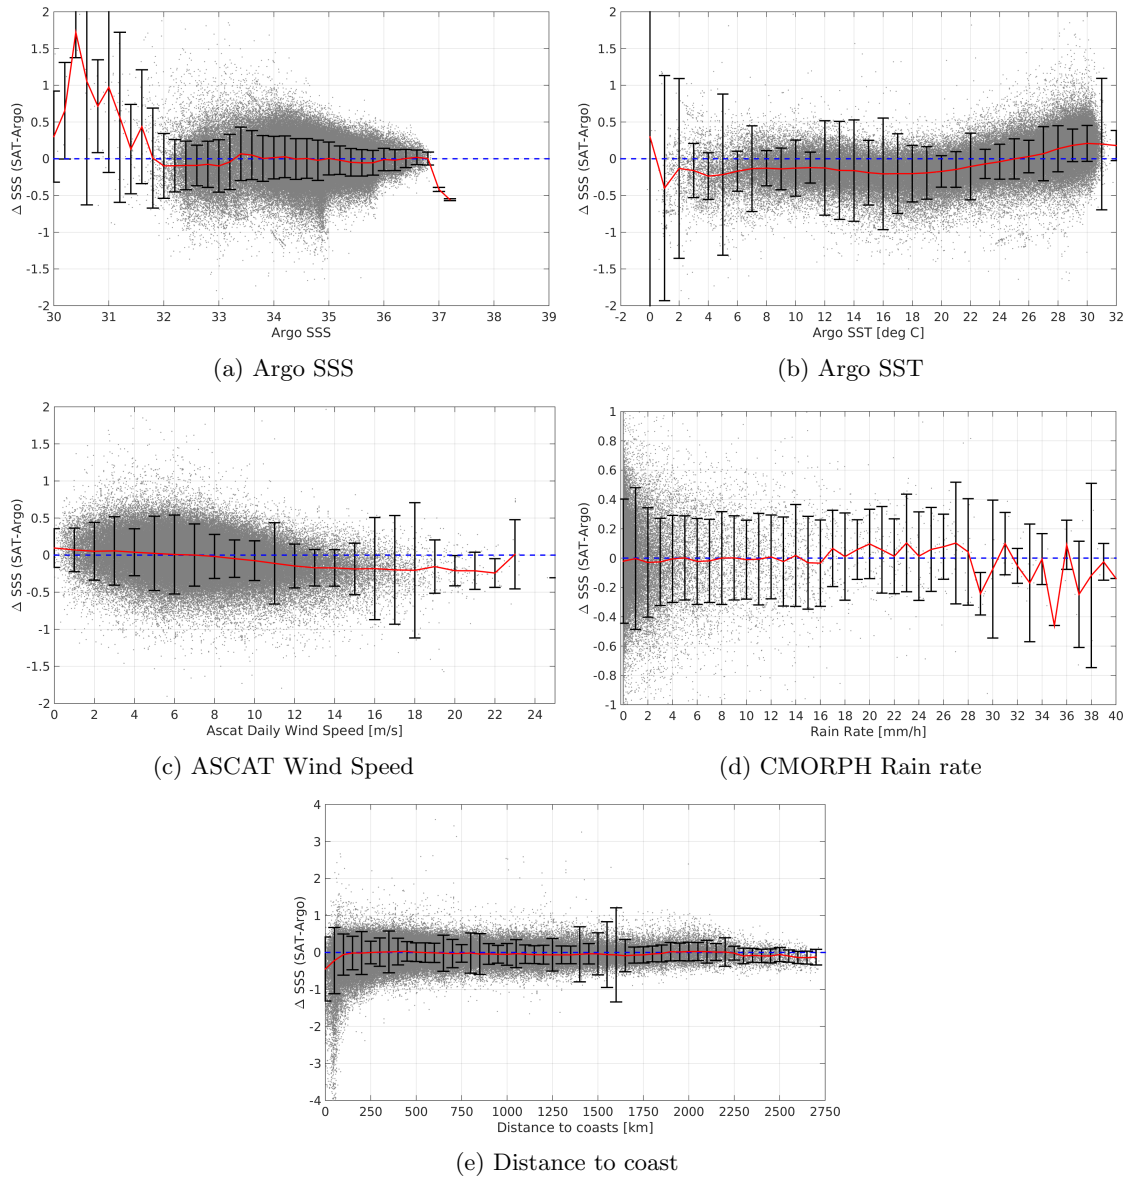 2
1.5
1
0.5
0
-0.5
-1
-1.5
-2
Δ SSS (SAT-Argo)
30 31 32 33 34 35 36 37 38 39
Argo SSS
(a) Argo SSS
2
1.5
1
0.5
0
-0.5
-1
-1.5
-2
Δ SSS (SAT-Argo)
-2 0 2 4 6 8 10 12 14 16 18 20 22 24 26 28 30 32
Argo SST [deg C]
(b) Argo SST
2
1.5
1
0.5
0
-0.5
-1
-1.5
-2
Δ SSS (SAT-Argo)
0 2 4 6 8 10 12 14 16 18 20 22 24
Ascat Daily Wind Speed [m/s]
(c) ASCAT Wind Speed
1
0.8
0.6
0.4
0.2
0
-0.2
-0.4
-0.6
-0.8
-1
Δ SSS (SAT-Argo)
0 2 4 6 8 10 12 14 16 18 20 22 24 26 28 30 32 34 36 38 40
Rain Rate [mm/h]
(d) CMORPH Rain rate
4
3
2
1
0
-1
-2
-3
-4
Δ SSS (SAT-Argo)
0 250 500 750 1000 1250 1500 1750 2000 2250 2500 2750
Distance to coasts [km]
(e) Distance to coast